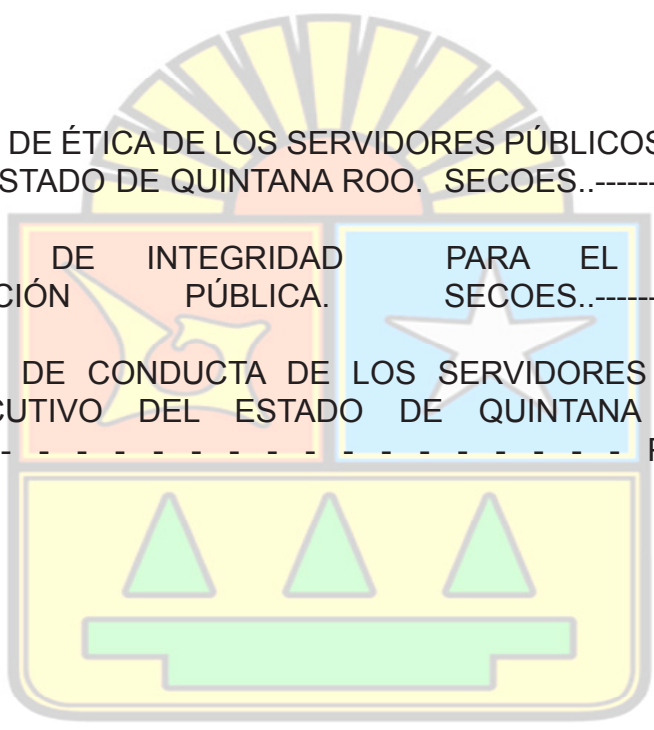 DE ÉTICA DE LOS SERVIDORES PÚBLICOS
ESTADO DE QUINTANA ROO. SECOES..------
DE INTEGRIDAD PARA EL
CIÓN PÚBLICA. SECOES..------
DE CONDUCTA DE LOS SERVIDORES
CUTIVO DEL ESTADO DE QUINTANA
- - - - - - - - - - - - - - - - -